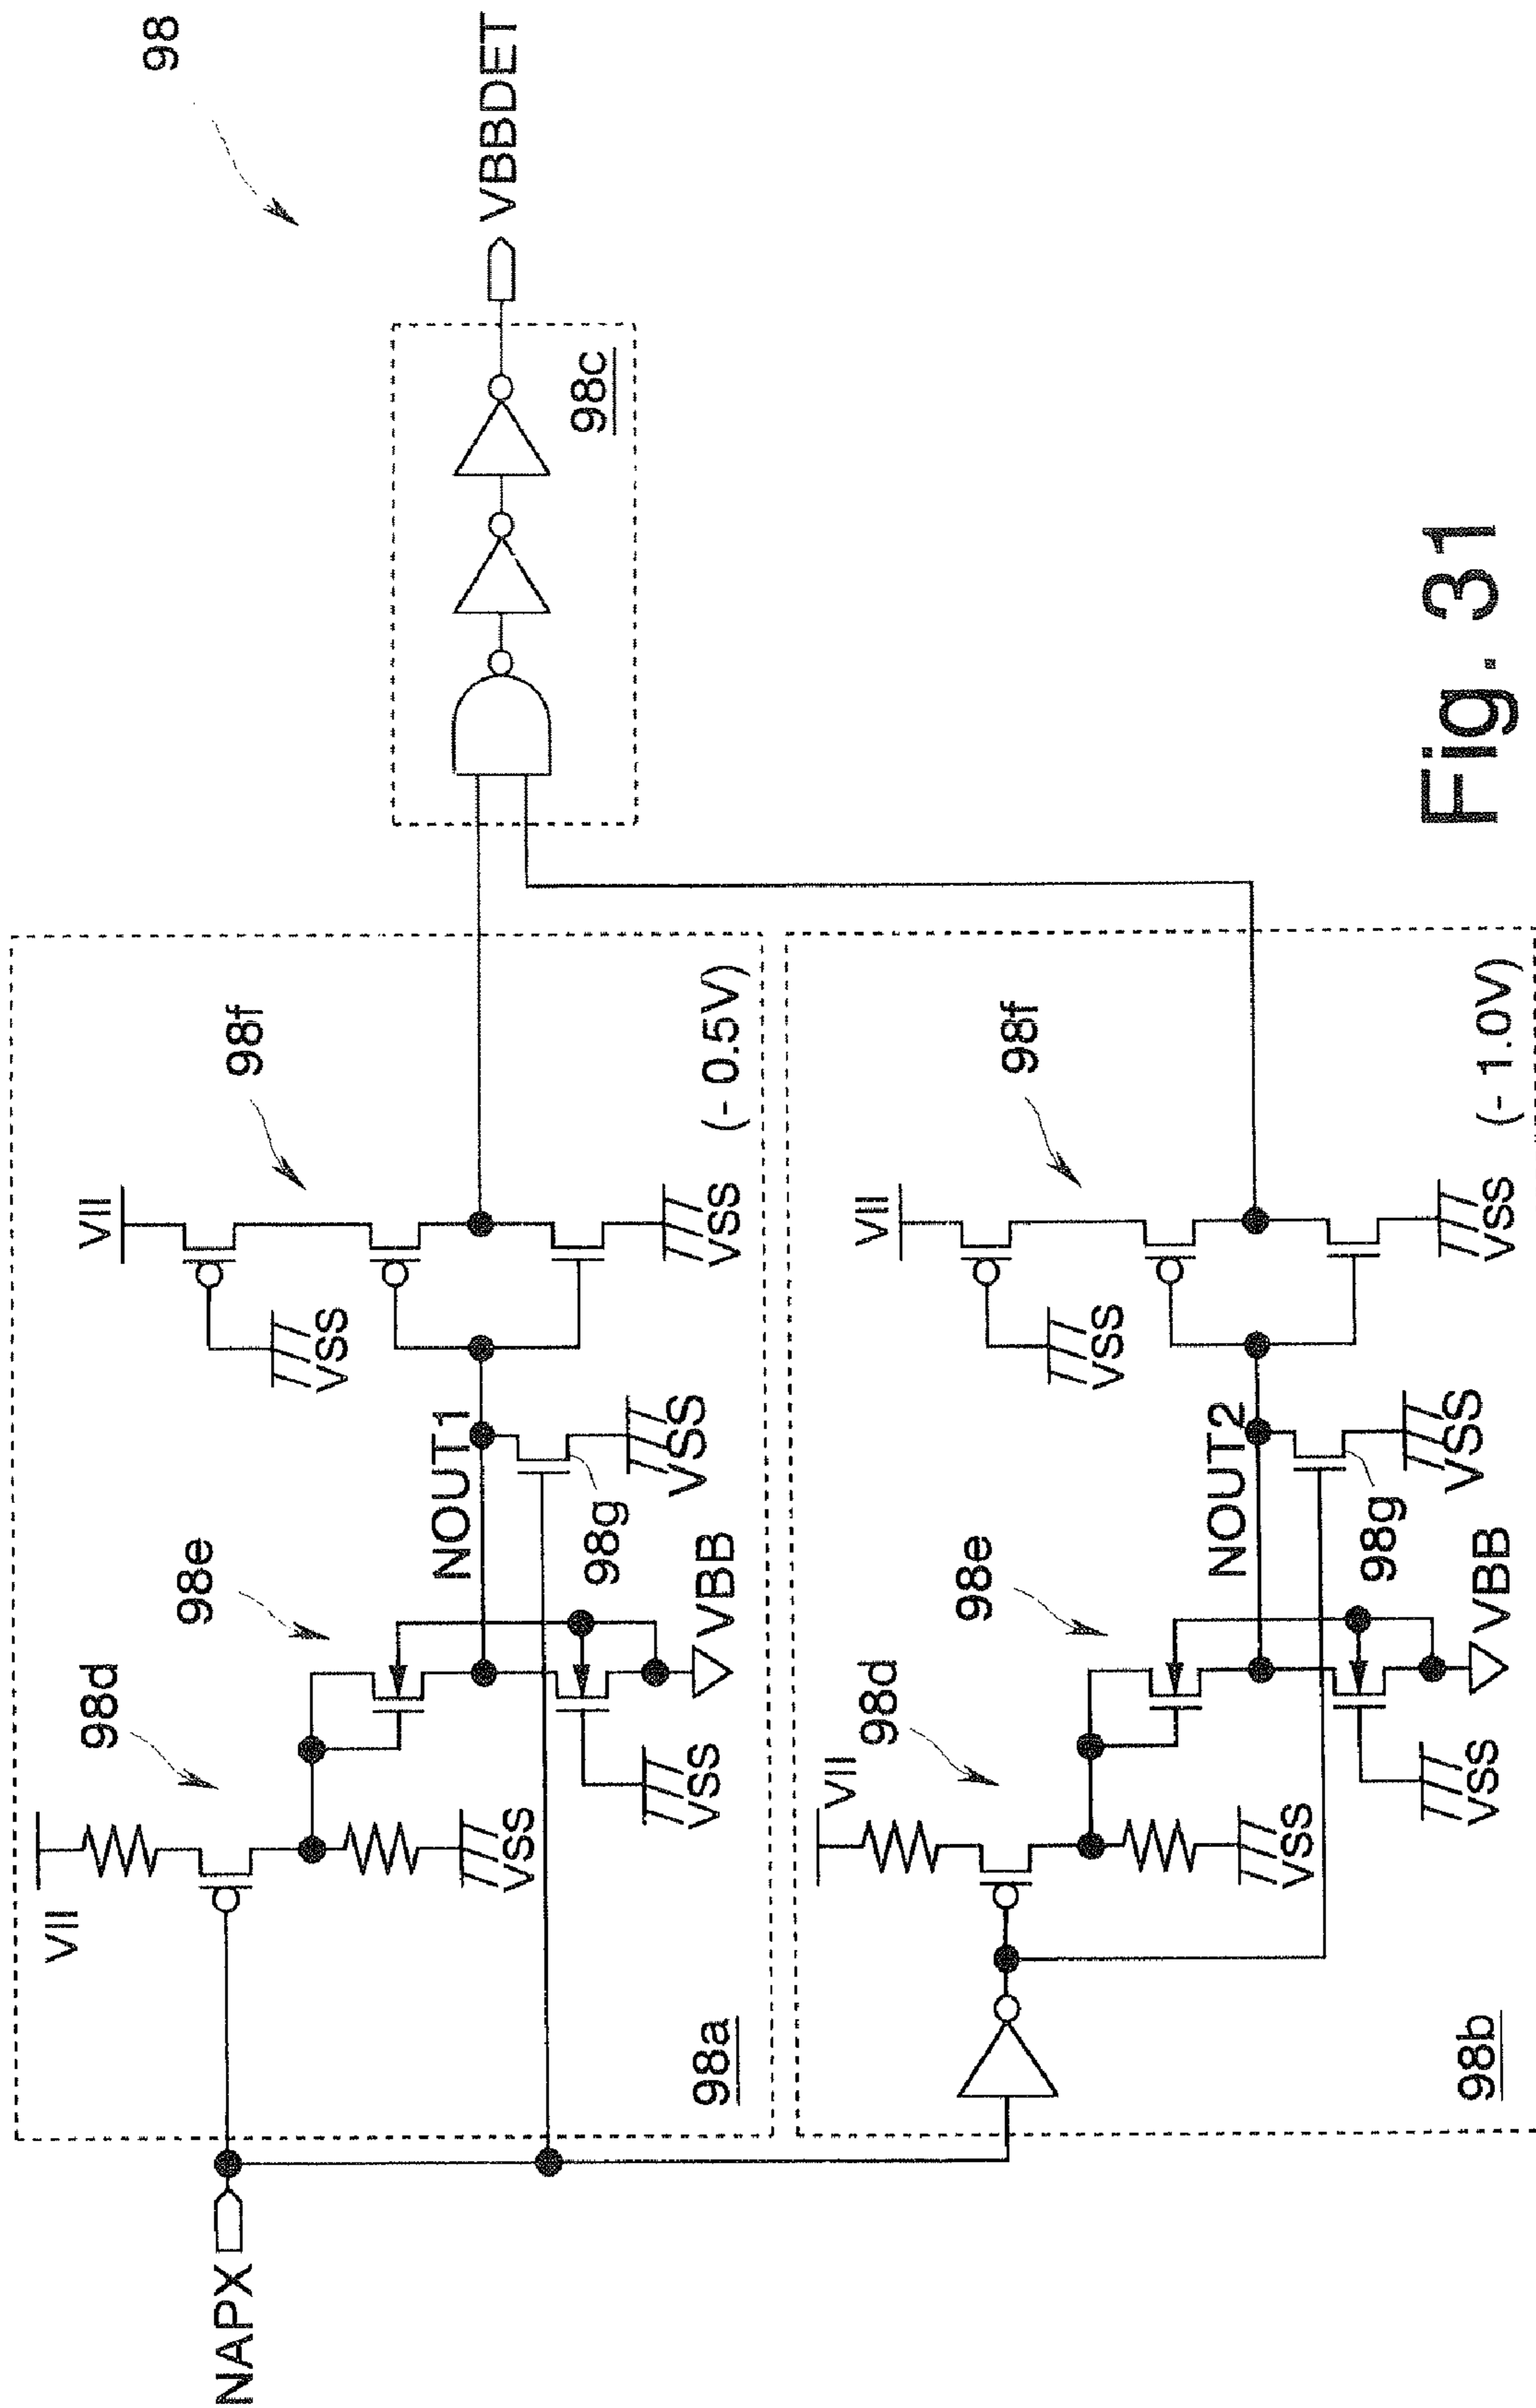 98
NAPX
VII
98d
VSS
98e
VSS
VBB
NOUT1
98g
VSS
VII
VSS
98f
VSS
(- 0.5V)
98a
98c
VBBDET
VII
98d
VSS
98e
VSS
VBB
NOUT2
98g
VSS
VII
VSS
98f
VSS
(- 1.0V)
98b
Fig. 31